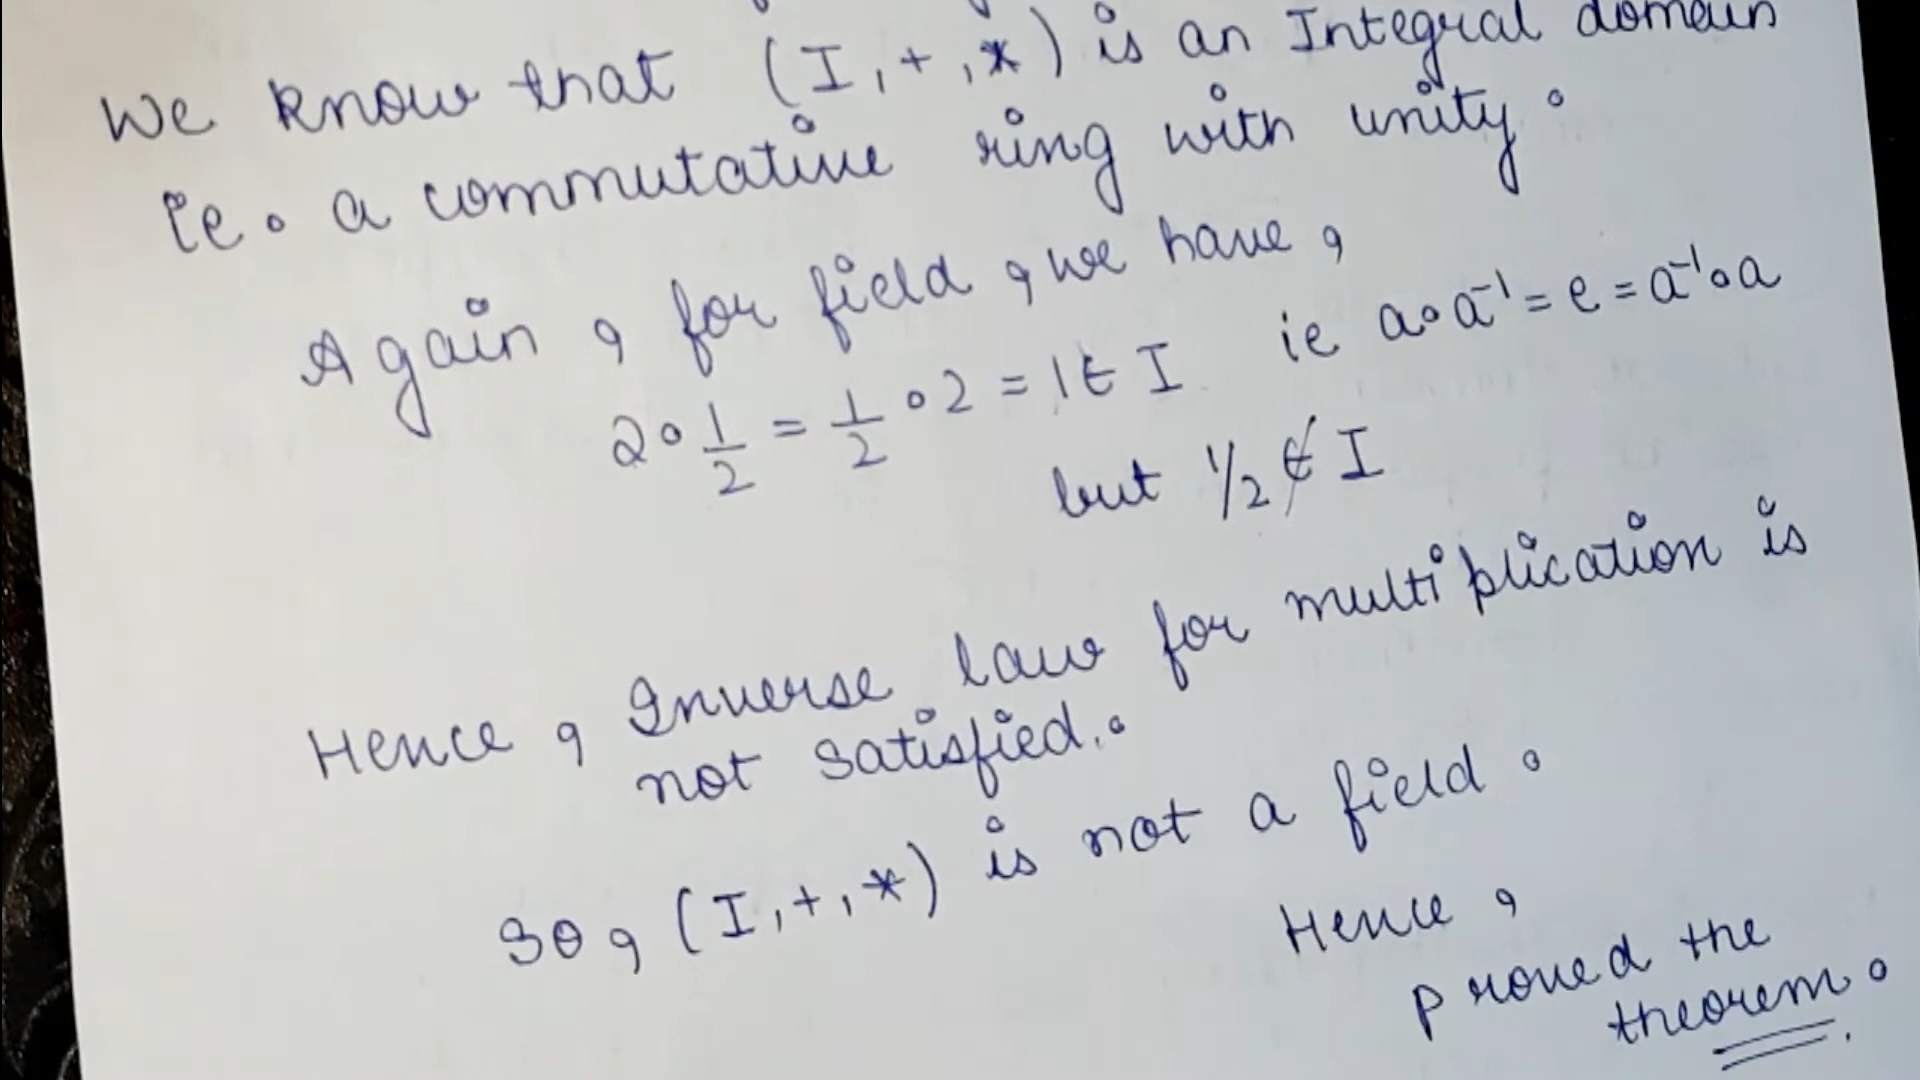 We know that (I, +, *) is an Integral domain
ie. a commutative ring with unity.
Again, for field, we have,
2∘1/2 = 1/2∘2 = 1 ∈ I ie a∘a⁻¹ = e = a⁻¹∘a
but 1/2 ∉ I
Hence, Inverse law for multiplication is
not satisfied.
So, (I, +, *) is not a field.
Hence,
proved the
theorem.